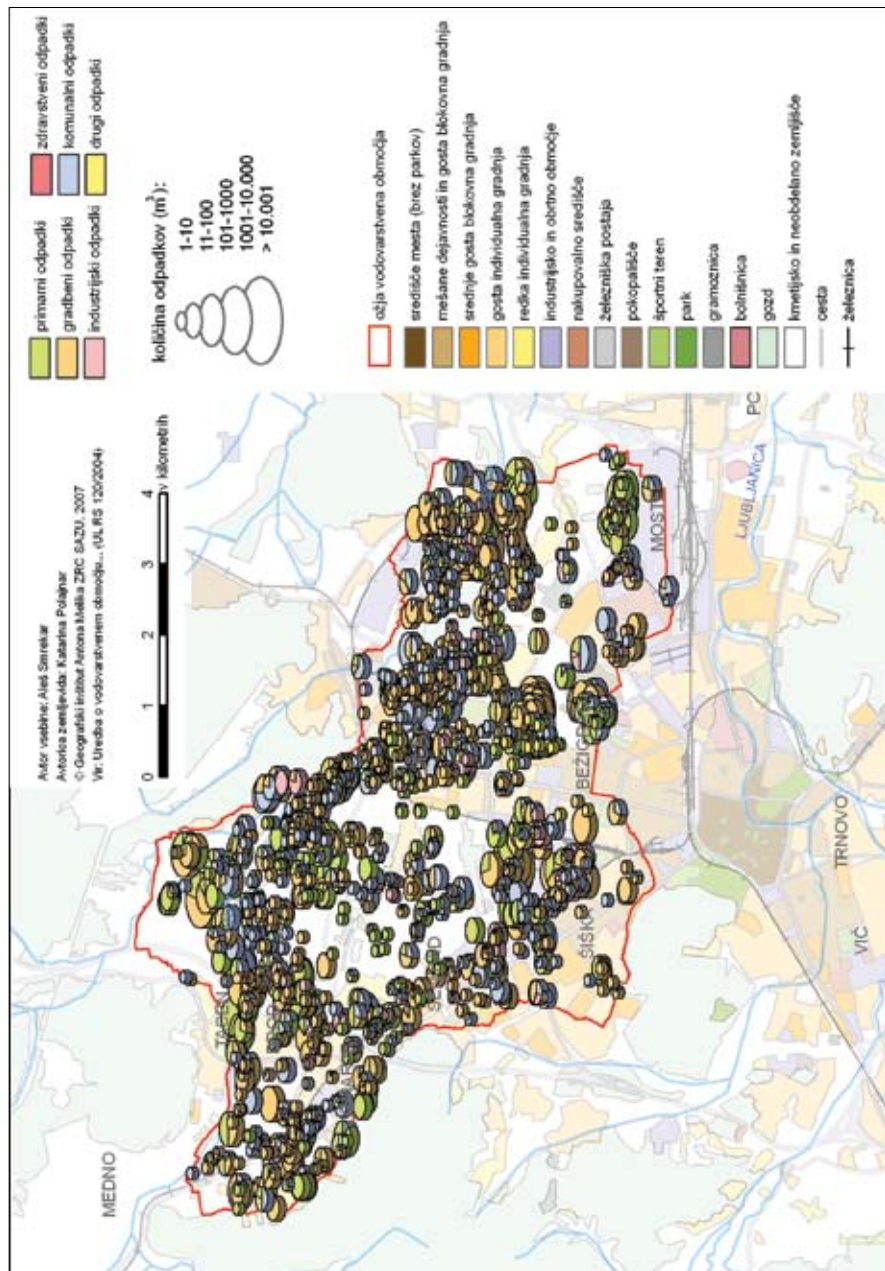 primarni odpadki
gradbeni odpadki
industrijski odpadki
zdravstveni odpadki
komunalni odpadki
drugi odpadki
količina odpadkov (m³):
1-10
11-100
101-1000
1001-10.000
> 10.001
ožja vodovarstvena območja
središče mesta (brez parkov)
mešane dejavnosti in gosta blokovna gradnja
srednje gosta blokovna gradnja
gosta individualna gradnja
redka individualna gradnja
industrijsko in obrtno območje
nakupovalno središče
železniška postaja
pokopališče
športni teren
park
gramoznica
bolnišnica
gozd
kmetijsko in neobdelano zemljišče
cesta
železnica
Avtor vsebine: Aleš Smrekar
Avtorica zemljevida: Katarina Polajnar
© Geografski inštitut Antona Melika ZRC SAZU, 2007
Vir: Uredba o vodovarstvenem območju... (UL RS 120/2004)
0 1 2 3 4
v kilometrih
MEDNO
MOSTE
LJUBLJANICA
TRNOVO
VIČ